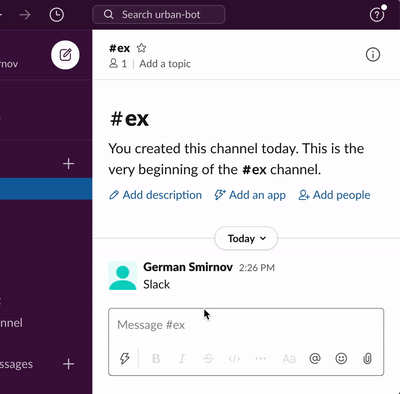 Search urban-bot
rnov
#ex
1 | Add a topic
#ex
You created this channel today. This is the
very beginning of the #ex channel.
Add description Add an app Add people
Today
German Smirnov 2:26 PM
Slack
Message #ex
nnel
ssages
B I S </> ... Aa @